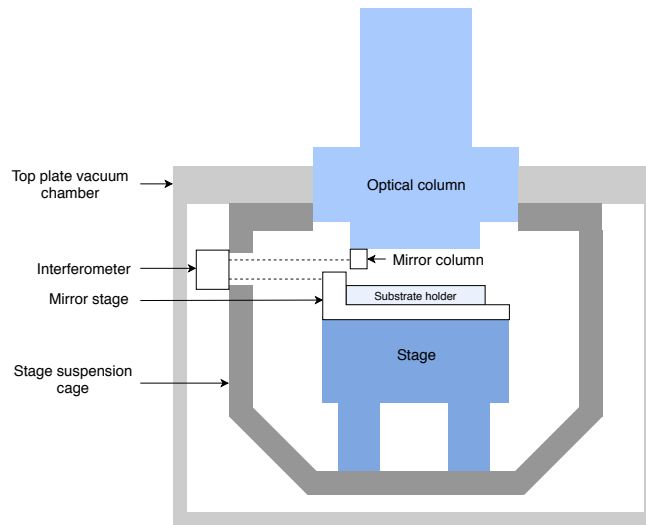 Top plate vacuum
chamber
Optical column
Interferometer
Mirror column
Mirror stage
Substrate holder
Stage
Stage suspension
cage